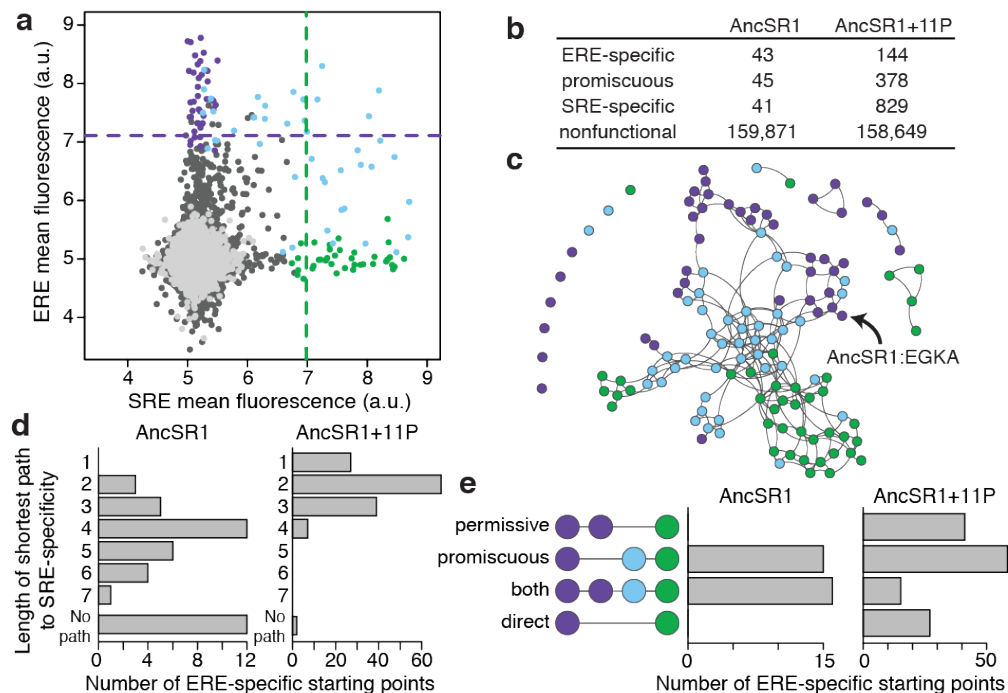 a
ERE mean fluorescence (a.u.)
9
8
7
6
5
4
4 5 6 7 8 9
SRE mean fluorescence (a.u.)
b
AncSR1 AncSR1+11P
ERE-specific 43 144
promiscuous 45 378
SRE-specific 41 829
nonfunctional 159,871 158,649
c
AncSR1:EGKA
d
AncSR1 AncSR1+11P
Length of shortest path
to SRE-specificity
1 1
2 2
3 3
4 4
5 5
6 6
7 7
No path No path
0 4 8 12 0 20 40 60
Number of ERE-specific starting points
e
AncSR1 AncSR1+11P
permissive
promiscuous
both
direct
0 15 0 50
Number of ERE-specific starting points